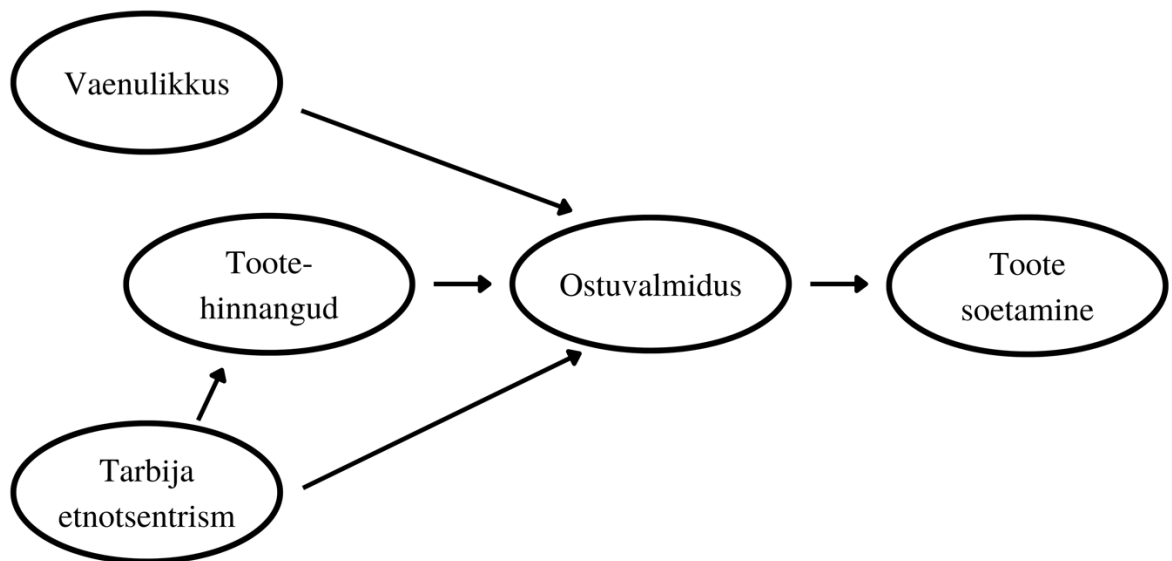 Vaenulikkus
Toote-
hinnangud
Ostuvalmidus
Toote
soetamine
Tarbija
etnotsentrism